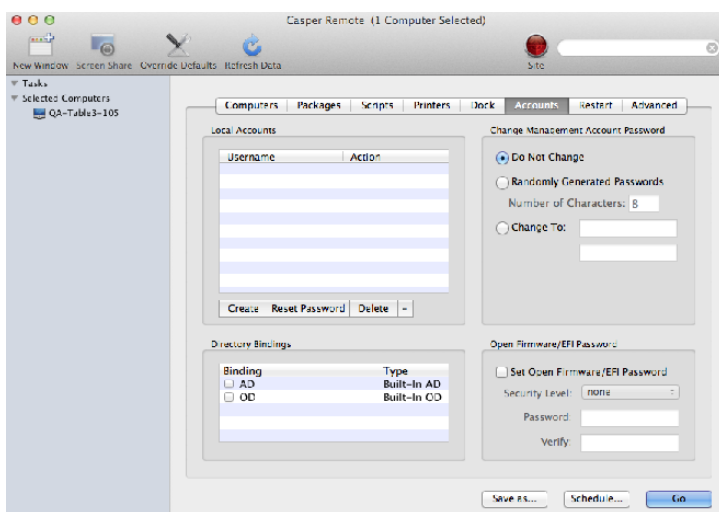 Casper Remote (1 Computer Selected)
New Window Screen Share Override Defaults Refresh Data Site
Tasks
Selected Computers
QA-Table3-105
Computers Packages Scripts Printers Dock Accounts Restart Advanced
Local Accounts
Username Action
Create Reset Password Delete -
Change Management Account Password
Do Not Change
Randomly Generated Passwords
Number of Characters: 8
Change To:
Directory Bindings
Binding Type
AD Built-In AD
OD Built-In OD
Open Firmware/EFI Password
Set Open Firmware/EFI Password
Security Level: none
Password:
Verify:
Save as... Schedule... Go